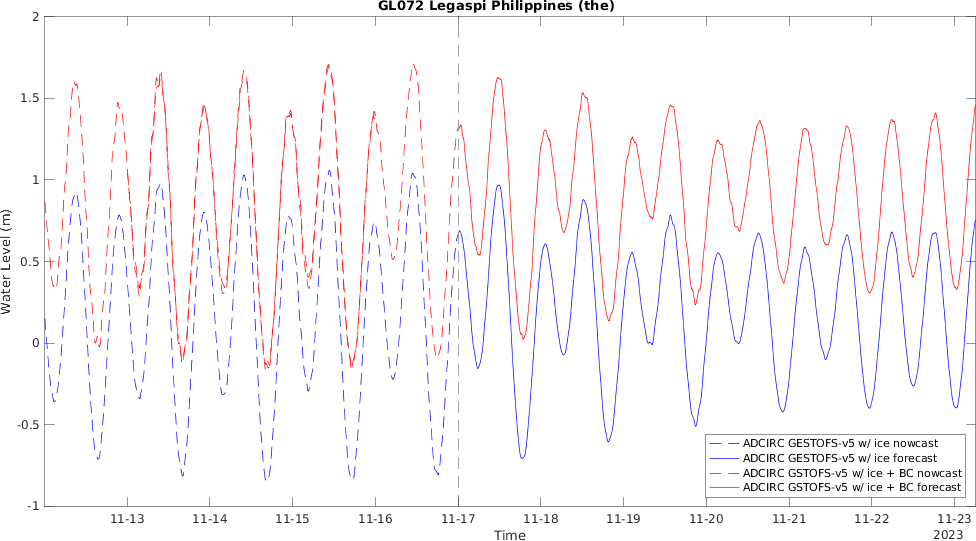 GL072 Legaspi Philippines (the)
2
1.5
1
0.5
0
-0.5
-1
Water Level (m)
ADCIRC GESTOFS-v5 w/ ice nowcast
ADCIRC GESTOFS-v5 w/ ice forecast
ADCIRC GSTOFS-v5 w/ ice + BC nowcast
ADCIRC GSTOFS-v5 w/ ice + BC forecast
11-13 11-14 11-15 11-16 11-17 11-18 11-19 11-20 11-21 11-22 11-23
2023
Time